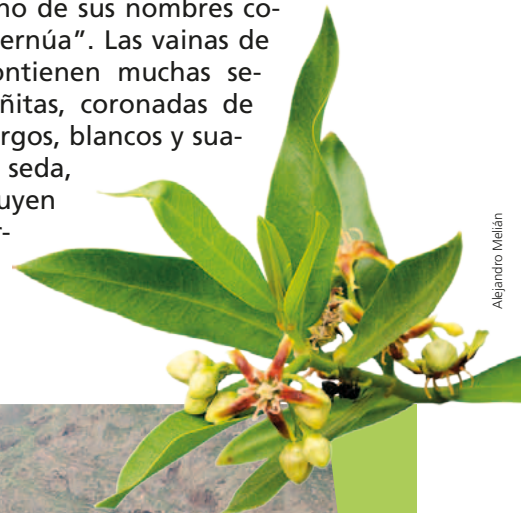 no de sus nombres co-
ernúa”. Las vainas de
ontienen muchas se-
ñitas, coronadas de
rgos, blancos y sua-
seda,
uyen
r-
Alejandro Melián